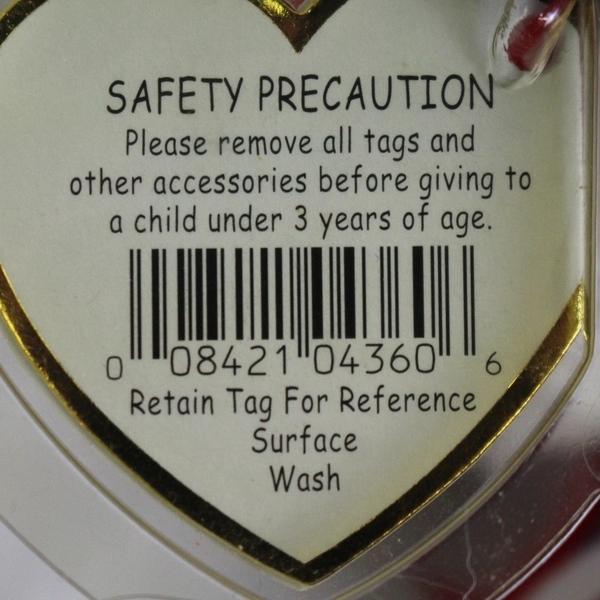 SAFETY PRECAUTION
Please remove all tags and
other accessories before giving to
a child under 3 years of age.
0 08421 04360 6
Retain Tag For Reference
Surface
Wash